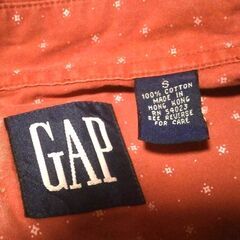 GAP
S
100% COTTON
MADE IN
HONG KONG
RN 54023
SEE REVERSE
FOR CARE